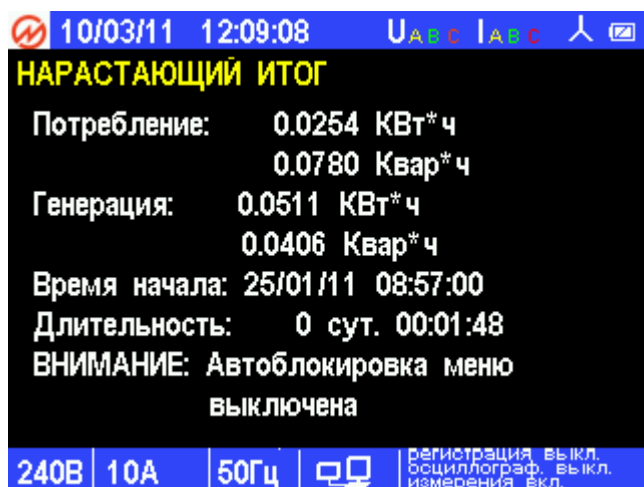 10/03/11 12:09:08 UABC IABC
НАРАСТАЮЩИЙ ИТОГ
Потребление: 0.0254 КВт*ч
0.0780 Квар*ч
Генерация: 0.0511 КВт*ч
0.0406 Квар*ч
Время начала: 25/01/11 08:57:00
Длительность: 0 сут. 00:01:48
ВНИМАНИЕ: Автоблокировка меню
выключена
240В 10А 50Гц
регистрация выкл.
осциллограф. выкл.
измерения вкл.